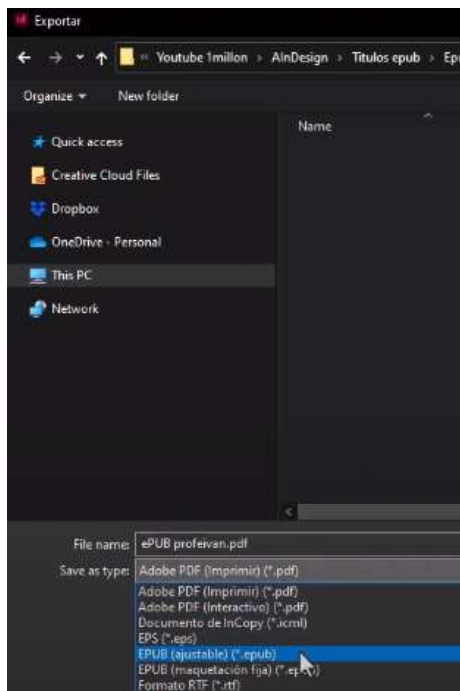 Exportar
« Youtube 1millon > AInDesign > Titulos epub >
Organize New folder
Name
Quick access
Creative Cloud Files
Dropbox
OneDrive - Personal
This PC
Network
File name: ePUB profeivan.pdf
Save as type: Adobe PDF (Imprimir) (*.pdf)
Adobe PDF (Imprimir) (*.pdf)
Adobe PDF (Interactivo) (*.pdf)
Documento de InCopy (*.icml)
EPS (*.eps)
EPUB (ajustable) (*.epub)
EPUB (maquetación fija) (*.epub)
Formato RTF (*.rtf)